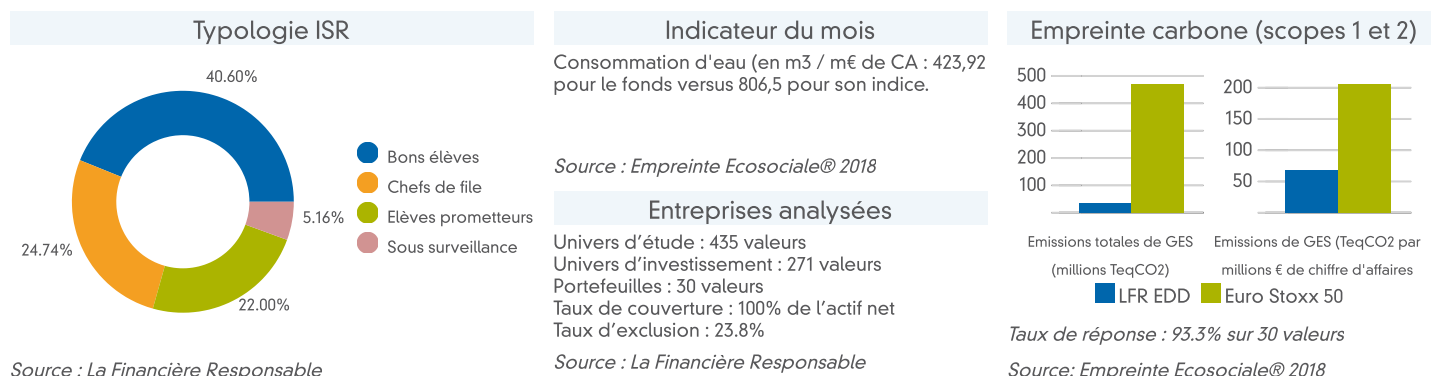 Typologie ISR
40.60%
24.74%
5.16%
22.00%
Bons élèves
Chefs de file
Elèves prometteurs
Sous surveillance
Source : La Financière Responsable
Indicateur du mois
Consommation d'eau (en m3 / m€ de CA : 423,92
pour le fonds versus 806,5 pour son indice.
Source : Empreinte Ecosociale® 2018
Entreprises analysées
Univers d’étude : 435 valeurs
Univers d’investissement : 271 valeurs
Portefeuilles : 30 valeurs
Taux de couverture : 100% de l’actif net
Taux d’exclusion : 23.8%
Source : La Financière Responsable
Empreinte carbone (scopes 1 et 2)
500
400
300
200
100
Emissions totales de GES
(millions TeqCO2)
200
150
100
50
Emissions de GES (TeqCO2 par
millions € de chiffre d'affaires
LFR EDD
Euro Stoxx 50
Taux de réponse : 93.3% sur 30 valeurs
Source: Empreinte Ecosociale® 2018